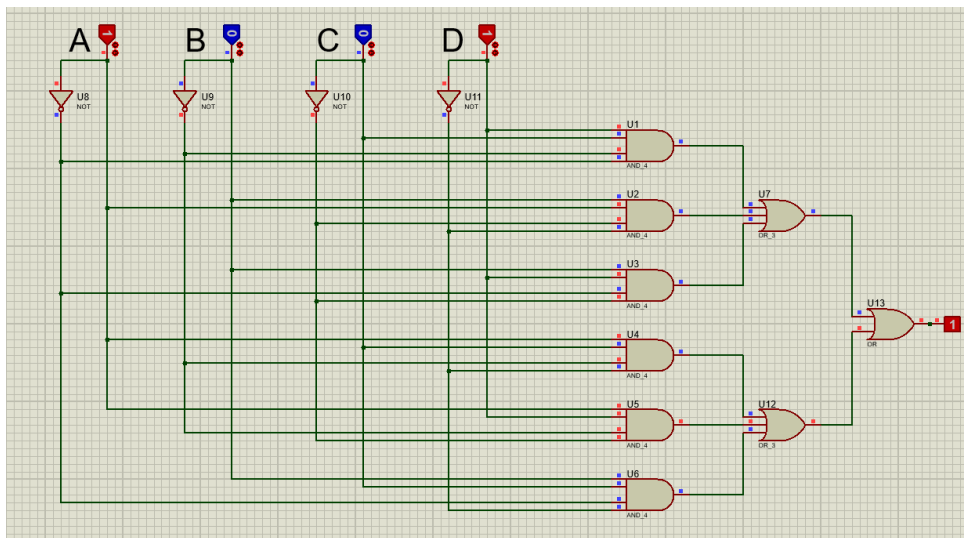 A 1 B 0 C 0 D 1
U8
NOT
U9
NOT
U10
NOT
U11
NOT
U1
AND_4
U2
AND_4
U7
OR_3
U3
AND_4
U13
OR
1
U4
AND_4
U5
AND_4
U12
OR_3
U6
AND_4